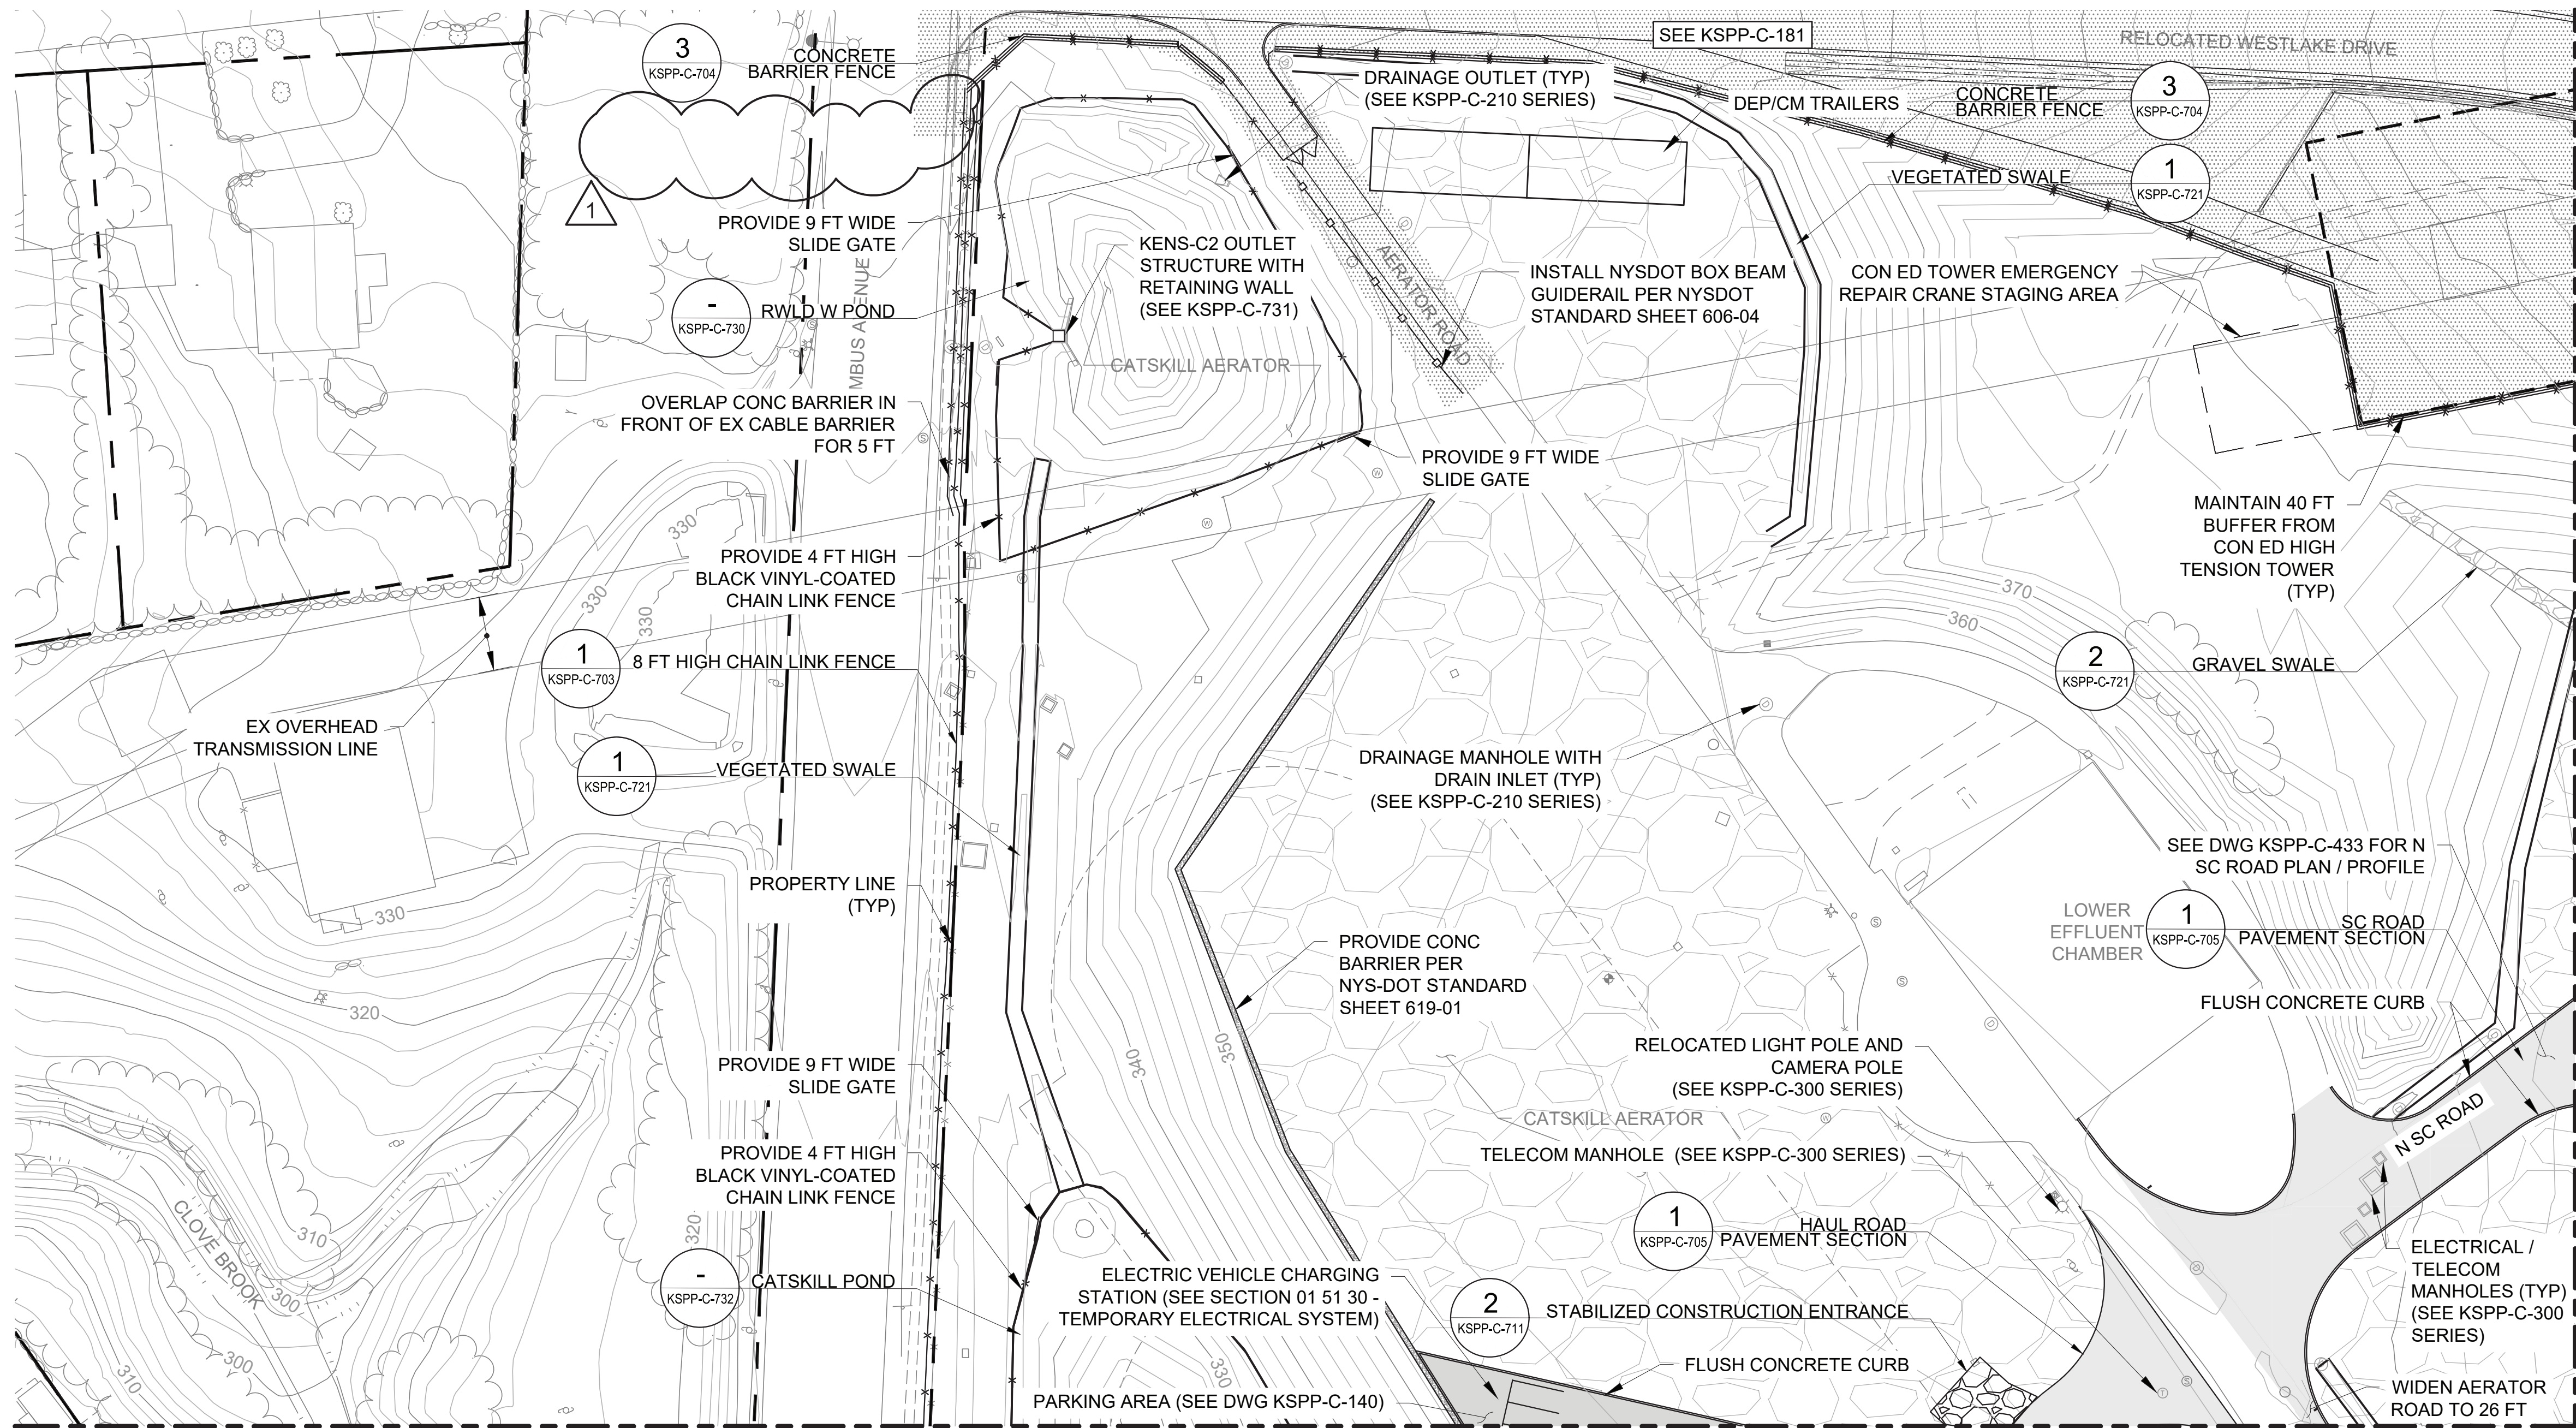 SEE KSPP-C-181
RELOCATED WESTLAKE DRIVE
3
KSPP-C-704
CONCRETE
BARRIER FENCE
DRAINAGE OUTLET (TYP)
(SEE KSPP-C-210 SERIES)
DEP/CM TRAILERS
CONCRETE
BARRIER FENCE
3
KSPP-C-704
1
KSPP-C-721
VEGETATED SWALE
1
PROVIDE 9 FT WIDE
SLIDE GATE
KENS-C2 OUTLET
STRUCTURE WITH
RETAINING WALL
(SEE KSPP-C-731)
AERATOR ROAD
INSTALL NYSDOT BOX BEAM
GUIDERAIL PER NYSDOT
STANDARD SHEET 606-04
CON ED TOWER EMERGENCY
REPAIR CRANE STAGING AREA
-
KSPP-C-730
RWLD W POND
MBUS AVENUE
CATSKILL AERATOR
OVERLAP CONC BARRIER IN
FRONT OF EX CABLE BARRIER
FOR 5 FT
PROVIDE 9 FT WIDE
SLIDE GATE
MAINTAIN 40 FT
BUFFER FROM
CON ED HIGH
TENSION TOWER
(TYP)
330
330
330
PROVIDE 4 FT HIGH
BLACK VINYL-COATED
CHAIN LINK FENCE
370
360
1
KSPP-C-703
8 FT HIGH CHAIN LINK FENCE
2
KSPP-C-721
GRAVEL SWALE
EX OVERHEAD
TRANSMISSION LINE
1
KSPP-C-721
VEGETATED SWALE
DRAINAGE MANHOLE WITH
DRAIN INLET (TYP)
(SEE KSPP-C-210 SERIES)
SEE DWG KSPP-C-433 FOR N
SC ROAD PLAN / PROFILE
PROPERTY LINE
(TYP)
330
LOWER
EFFLUENT
CHAMBER
1
KSPP-C-705
SC ROAD
PAVEMENT SECTION
PROVIDE CONC
BARRIER PER
NYS-DOT STANDARD
SHEET 619-01
FLUSH CONCRETE CURB
320
340
350
RELOCATED LIGHT POLE AND
CAMERA POLE
(SEE KSPP-C-300 SERIES)
PROVIDE 9 FT WIDE
SLIDE GATE
CATSKILL AERATOR
TELECOM MANHOLE (SEE KSPP-C-300 SERIES)
N SC ROAD
PROVIDE 4 FT HIGH
BLACK VINYL-COATED
CHAIN LINK FENCE
CLOVE BROOK
310
320
300
1
KSPP-C-705
HAUL ROAD
PAVEMENT SECTION
ELECTRICAL /
TELECOM
MANHOLES (TYP)
(SEE KSPP-C-300
SERIES)
-
KSPP-C-732
CATSKILL POND
ELECTRIC VEHICLE CHARGING
STATION (SEE SECTION 01 51 30 -
TEMPORARY ELECTRICAL SYSTEM)
2
KSPP-C-711
STABILIZED CONSTRUCTION ENTRANCE
300
310
330
FLUSH CONCRETE CURB
PARKING AREA (SEE DWG KSPP-C-140)
WIDEN AERATOR
ROAD TO 26 FT